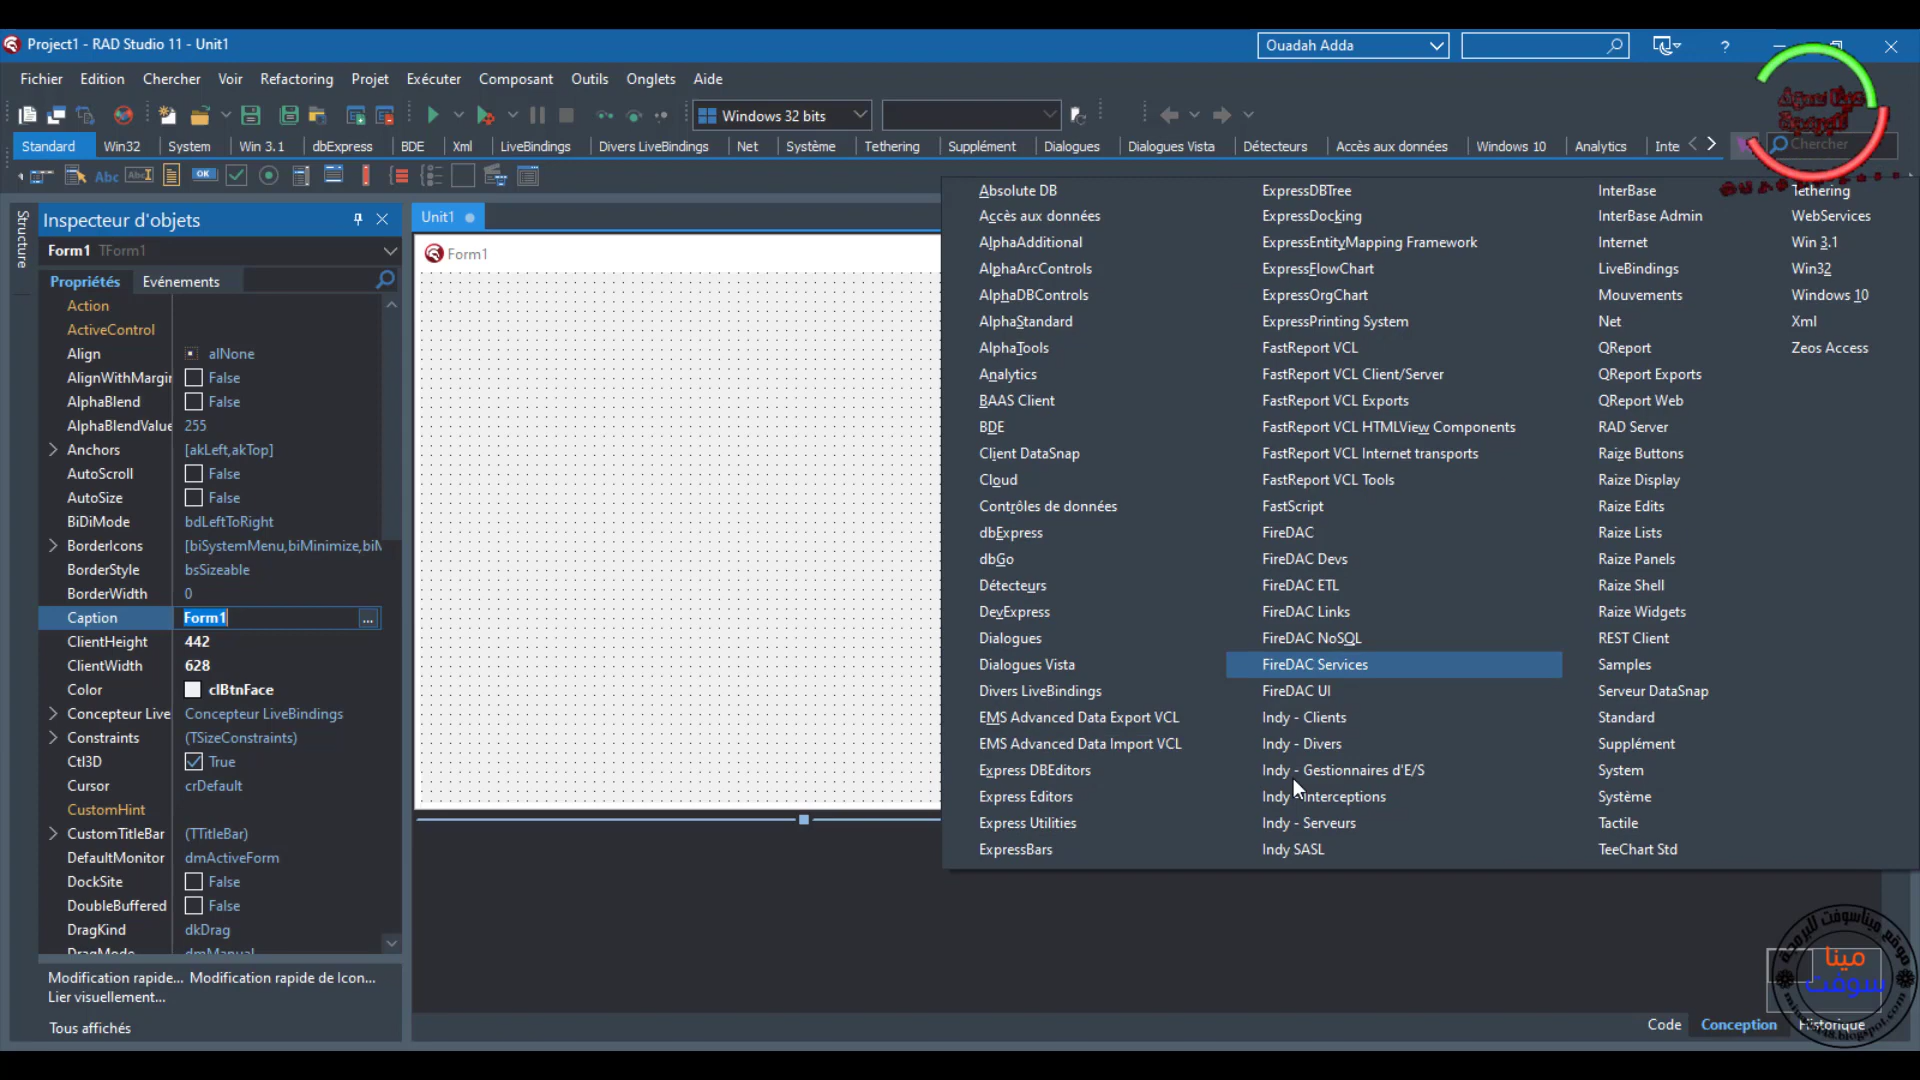 Project1 - RAD Studio 11 - Unit1
Ouadah Adda
?
Fichier Edition Chercher Voir Refactoring Projet Exécuter Composant Outils Onglets Aide
Windows 32 bits
Standard Win32 System Win 3.1 dbExpress BDE Xml LiveBindings Divers LiveBindings Net Système Tethering Supplément Dialogues Dialogues Vista Détecteurs Accès aux données Windows 10 Analytics Inte
Chercher
Abc OK
Structure
Inspecteur d'objets
Form1 TForm1
Propriétés Evénements
Action
ActiveControl
Align alNone
AlignWithMargir False
AlphaBlend False
AlphaBlendValue 255
Anchors [akLeft,akTop]
AutoScroll False
AutoSize False
BiDiMode bdLeftToRight
BorderIcons [biSystemMenu,biMinimize,biM
BorderStyle bsSizeable
BorderWidth 0
Caption Form1 ...
ClientHeight 442
ClientWidth 628
Color clBtnFace
Concepteur Live Concepteur LiveBindings
Constraints (TSizeConstraints)
Ctl3D True
Cursor crDefault
CustomHint
CustomTitleBar (TTitleBar)
DefaultMonitor dmActiveForm
DockSite False
DoubleBuffered False
DragKind dkDrag
DragMode dmManual
Modification rapide... Modification rapide de Icon...
Lier visuellement...
Tous affichés
Unit1
Form1
Absolute DB
Accès aux données
AlphaAdditional
AlphaArcControls
AlphaDBControls
AlphaStandard
AlphaTools
Analytics
BAAS Client
BDE
Client DataSnap
Cloud
Contrôles de données
dbExpress
dbGo
Détecteurs
DevExpress
Dialogues
Dialogues Vista
Divers LiveBindings
EMS Advanced Data Export VCL
EMS Advanced Data Import VCL
Express DBEditors
Express Editors
Express Utilities
ExpressBars
ExpressDBTree
ExpressDocking
ExpressEntityMapping Framework
ExpressFlowChart
ExpressOrgChart
ExpressPrinting System
FastReport VCL
FastReport VCL Client/Server
FastReport VCL Exports
FastReport VCL HTMLView Components
FastReport VCL Internet transports
FastReport VCL Tools
FastScript
FireDAC
FireDAC Devs
FireDAC ETL
FireDAC Links
FireDAC NoSQL
FireDAC Services
FireDAC UI
Indy - Clients
Indy - Divers
Indy - Gestionnaires d'E/S
Indy - Interceptions
Indy - Serveurs
Indy SASL
InterBase
InterBase Admin
Internet
LiveBindings
Mouvements
Net
QReport
QReport Exports
QReport Web
RAD Server
Raize Buttons
Raize Display
Raize Edits
Raize Lists
Raize Panels
Raize Shell
Raize Widgets
REST Client
Samples
Serveur DataSnap
Standard
Supplément
System
Système
Tactile
TeeChart Std
Tethering
WebServices
Win 3.1
Win32
Windows 10
Xml
Zeos Access
Code Conception Historique
موقع ميناسوفت للبرمجة
مينا
سوفت